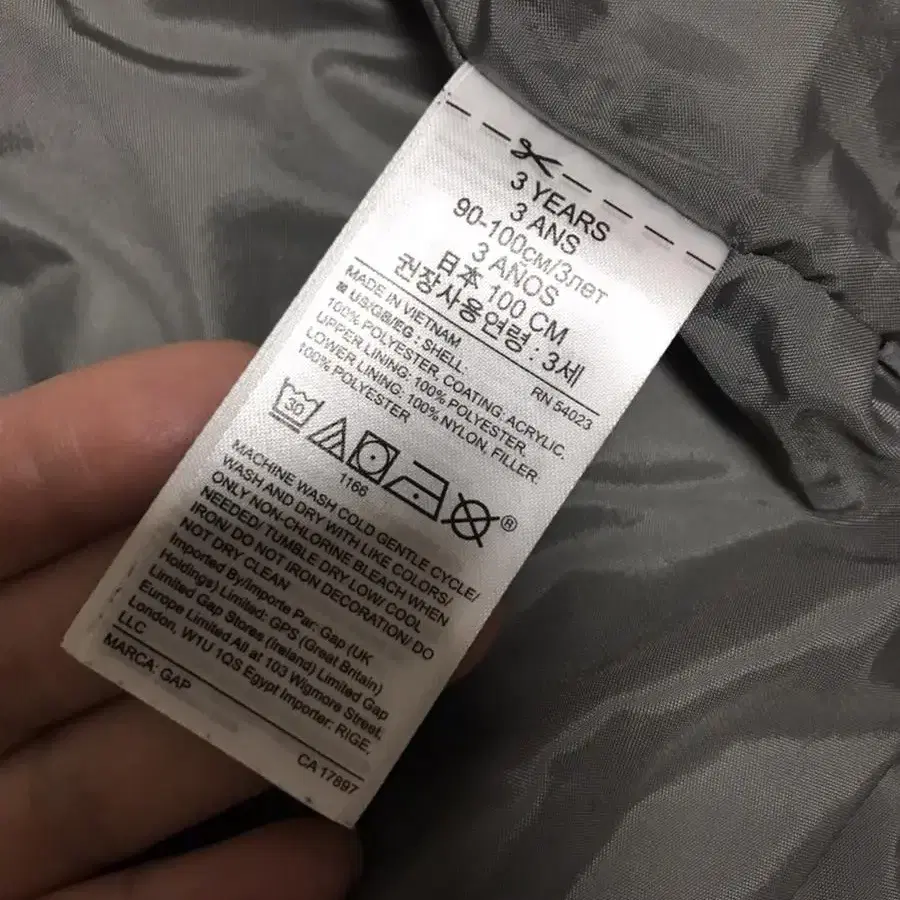 3 YEARS
3 ANS
90-100см/3лет
3 AÑOS
日本 100 CM
권장사용연령 : 3세
MADE IN VIETNAM
RN 54023
■ US/GB/EG : SHELL:
100% POLYESTER, COATING: ACRYLIC.
UPPER LINING: 100% POLYESTER,
LOWER LINING: 100% NYLON, FILLER:
100% POLYESTER
30
1166
®
MACHINE WASH COLD GENTLE CYCLE/
WASH AND DRY WITH LIKE COLORS/
ONLY NON-CHLORINE BLEACH WHEN
NEEDED/ TUMBLE DRY LOW/ COOL
IRON/ DO NOT IRON DECORATION/ DO
NOT DRY CLEAN
Imported By/Importe Par: Gap (UK
Holdings) Limited: GPS (Great Britain)
Limited Gap Stores (Ireland) Limited Gap
Europe Limited All at 103 Wigmore Street,
London, W1U 1QS Egypt Importer: RIGE,
LLC
MARCA: GAP
CA 17897